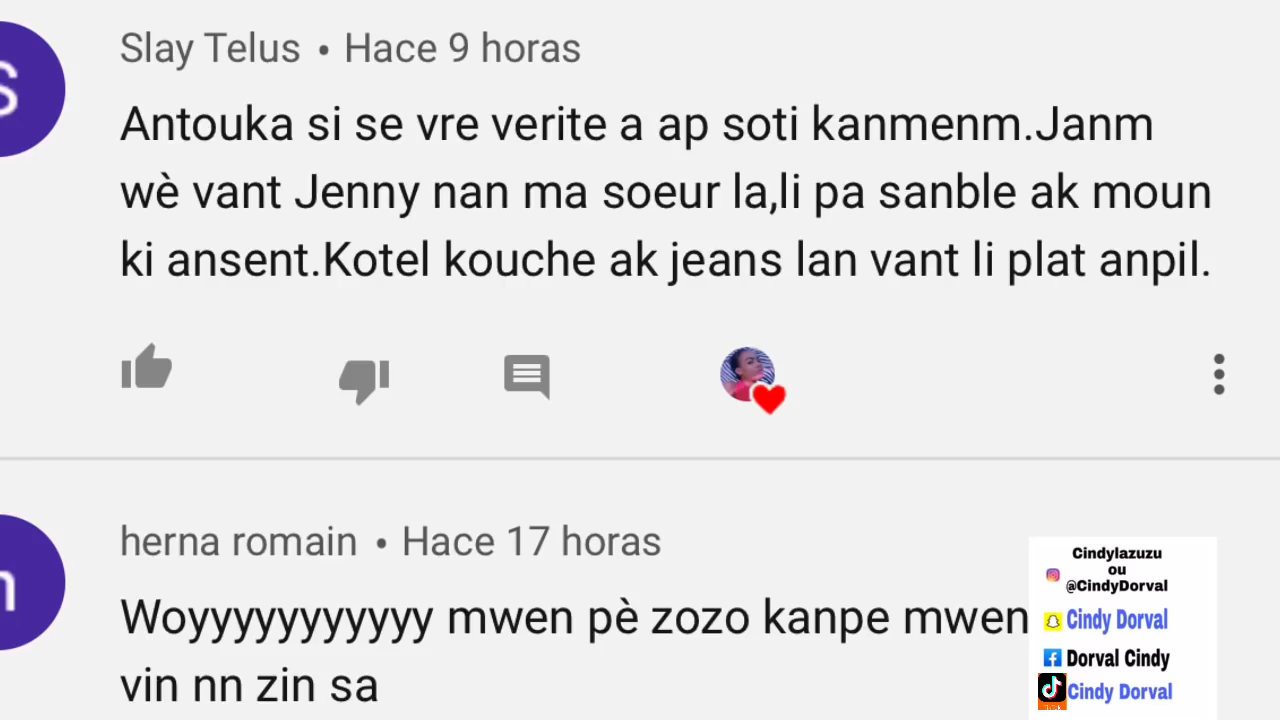 Slay Telus • Hace 9 horas
Antouka si se vre verite a ap soti kanmenm.Janm
wè vant Jenny nan ma soeur la,li pa sanble ak moun
ki ansent.Kotel kouche ak jeans lan vant li plat anpil.
herna romain • Hace 17 horas
Woyyyyyyyyyyy mwen pè zozo kanpe mwen
vin nn zin sa
Cindylazuzu
ou
@CindyDorval
Cindy Dorval
Dorval Cindy
Cindy Dorval